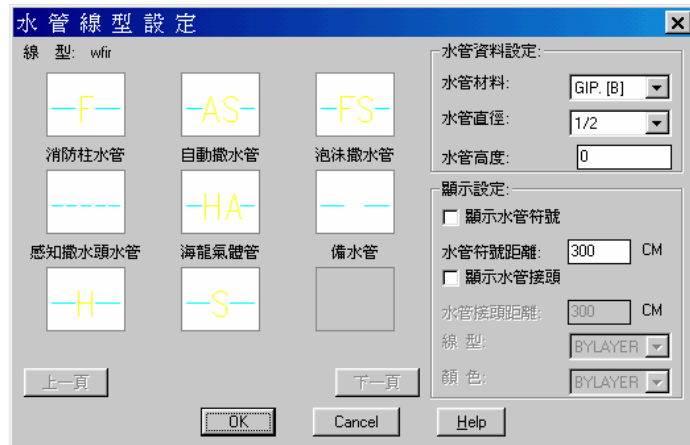 水管線型設定
線 型: wfir
F
AS
FS
消防柱水管
自動撒水管
泡沫撒水管
HA
感知撒水頭水管
海龍氣體管
備水管
H
S
上一頁
下一頁
水管資料設定:
水管材料: GIP. [B]
水管直徑: 1/2
水管高度: 0
顯示設定:
顯示水管符號
水管符號距離: 300 CM
顯示水管接頭
水管接頭距離: 300 CM
線 型: BYLAYER
顏 色: BYLAYER
OK
Cancel
Help